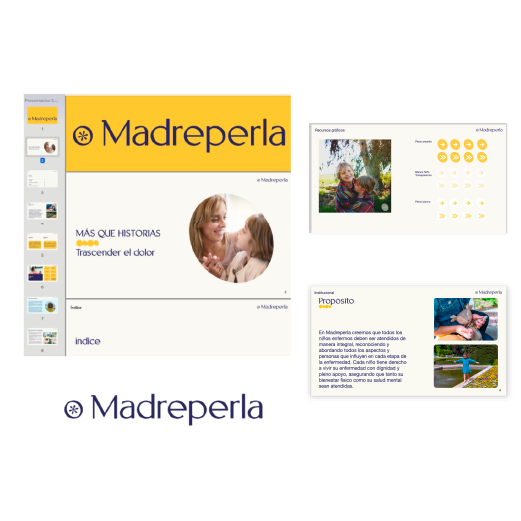 Madreperla
Madreperla
MÁS QUE HISTORIAS
Trascender el dolor
Índice
Madreperla
índice
Madreperla
Recursos gráficos
Madreperla
Institucional
Madreperla
Proposito
En Madreperla creemos que todos los
niños enfermos deben ser atendidos de
manera integral, reconociendo y
abordando todos los aspectos y
personas que influyen en cada etapa de
la enfermedad. Cada niño tiene derecho
a vivir su enfermedad con dignidad y
pleno apoyo, asegurando que tanto su
bienestar físico como su salud mental
sean atendidas.